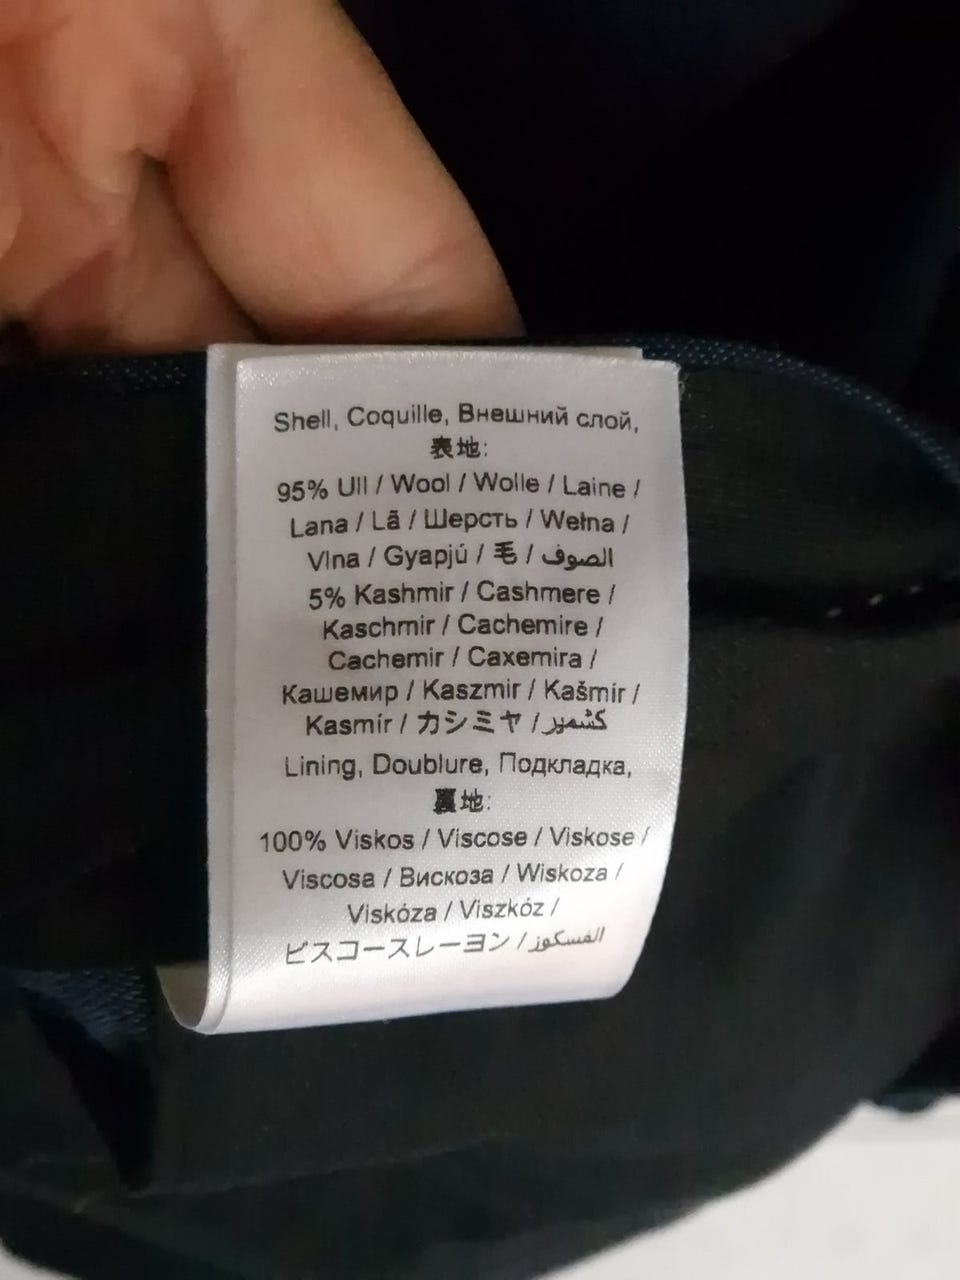 Shell, Coquille, Внешний слой,
表地:
95% Ull / Wool / Wolle / Laine /
Lana / Lã / Шерсть / Wełna /
Vlna / Gyapjú / 毛 / الصوف
5% Kashmir / Cashmere /
Kaschmir / Cachemire /
Cachemir / Caxemira /
Кашемир / Kaszmir / Kašmír /
Kasmír / カシミヤ / كشمير
Lining, Doublure, Подкладка,
裏地:
100% Viskos / Viscose / Viskose /
Viscosa / Вискоза / Wiskoza /
Viskóza / Viszkóz /
ビスコースレーヨン / الفسكوز